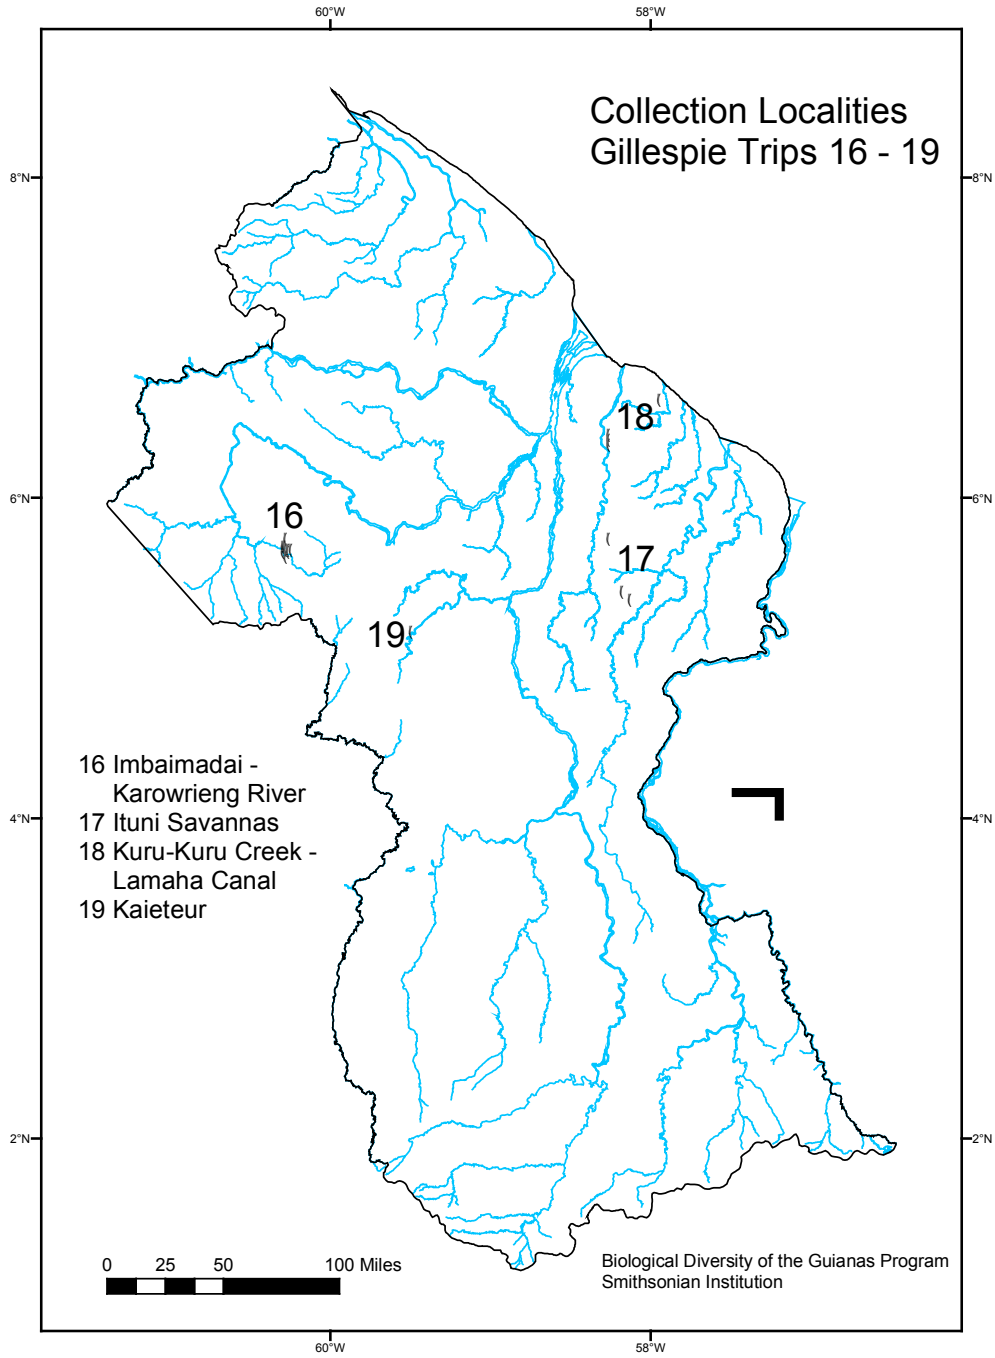 60°W 58°W
Collection Localities
Gillespie Trips 16 - 19
8°N 8°N
18
6°N 6°N
16
17
19
16 Imbaimadai -
Karowrieng River
17 Ituni Savannas
18 Kuru-Kuru Creek -
Lamaha Canal
19 Kaieteur
4°N 4°N
2°N 2°N
0 25 50 100 Miles
Biological Diversity of the Guianas Program
Smithsonian Institution
60°W 58°W